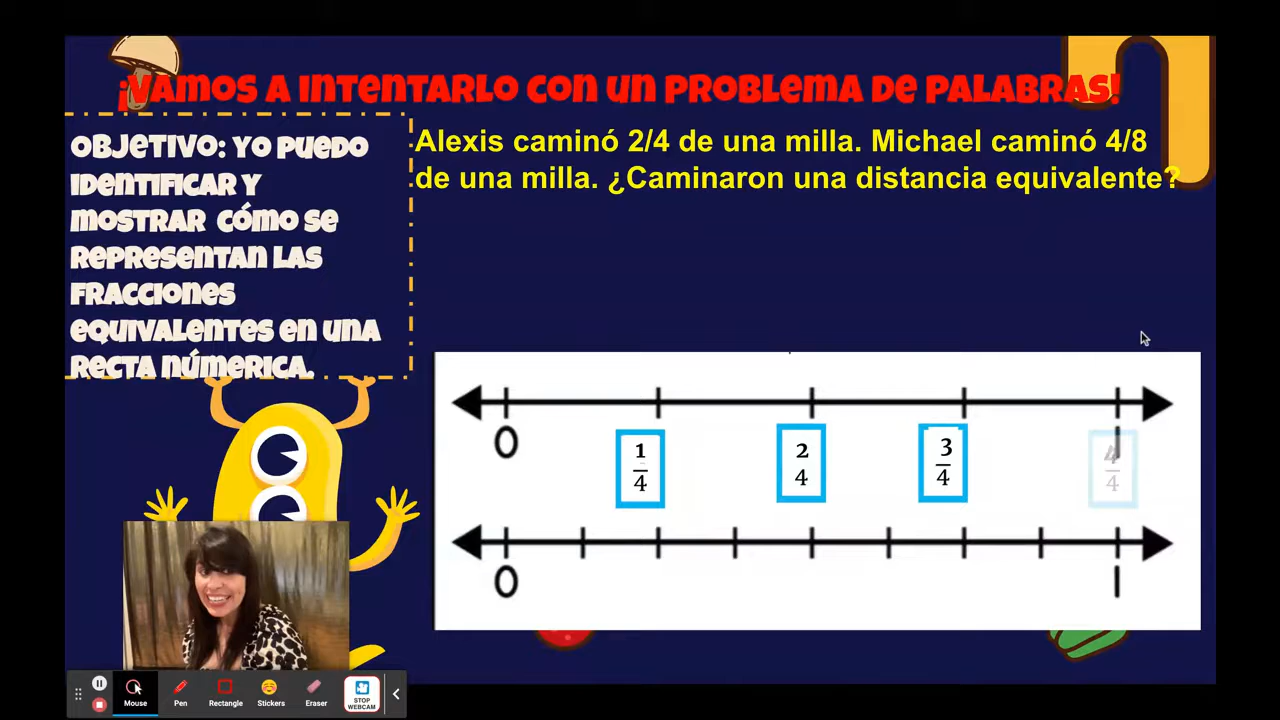 ¡VAMOS A INTENTARLO CON UN PROBLEMA DE PALABRAS!
OBJETIVO: YO PUEDO
IDENTIFICAR Y
MOSTRAR CÓMO SE
REPRESENTAN LAS
FRACCIONES
EQUIVALENTES EN UNA
RECTA NÚMERICA.
Alexis caminó 2/4 de una milla. Michael caminó 4/8
de una milla. ¿Caminaron una distancia equivalente?
0 1/4 2/4 3/4 4/4 1
0 1
Mouse Pen Rectangle Stickers Eraser STOP WEBCAM